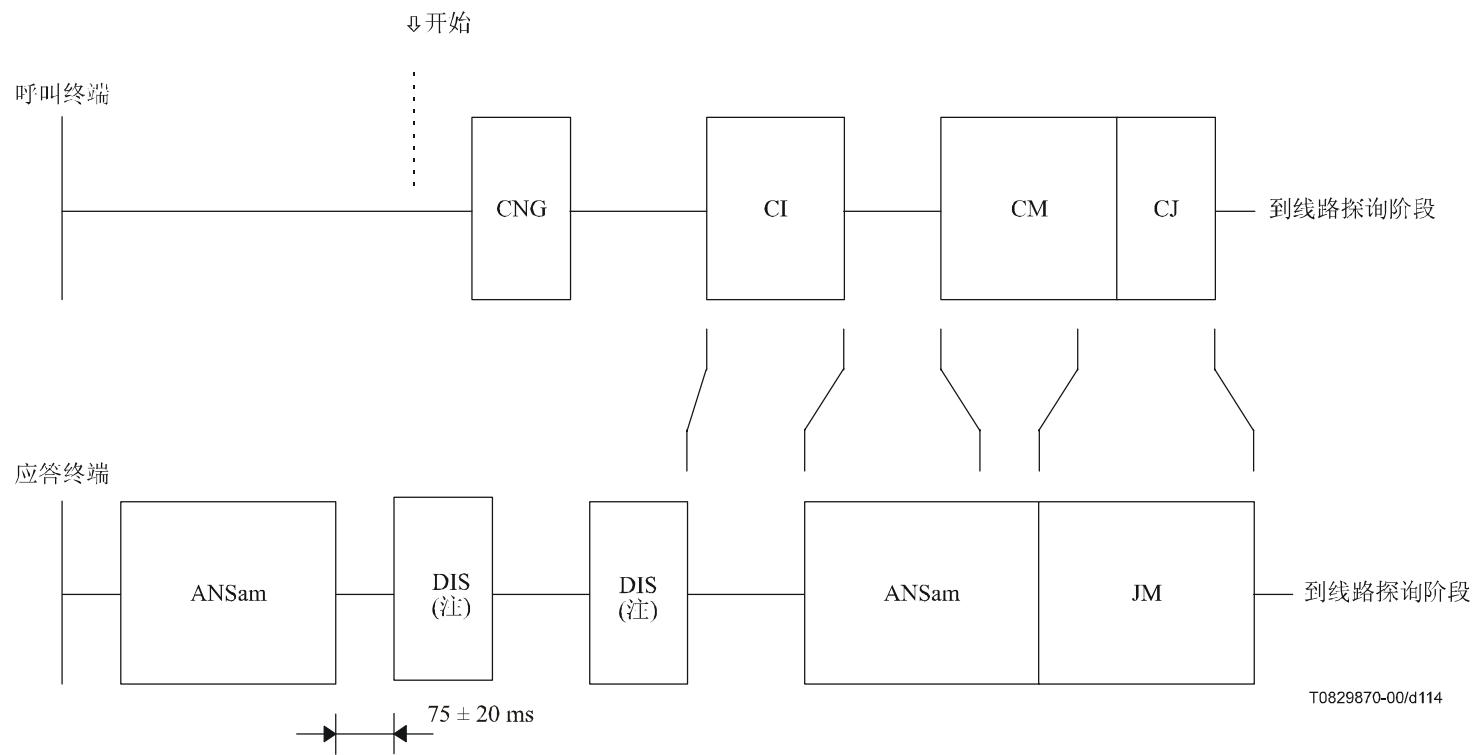 ⇩开始
呼叫终端
CNG
CI
CM
CJ
到线路探询阶段
应答终端
ANSam
DIS
(注)
DIS
(注)
ANSam
JM
到线路探询阶段
75 ± 20 ms
T0829870-00/d114